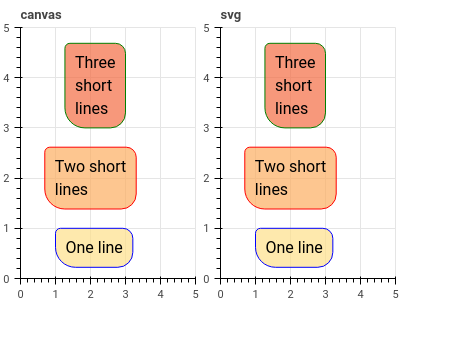 canvas
5
4
3
2
1
0
Three
short
lines
Two short
lines
One line
0 1 2 3 4 5
svg
5
4
3
2
1
0
Three
short
lines
Two short
lines
One line
0 1 2 3 4 5